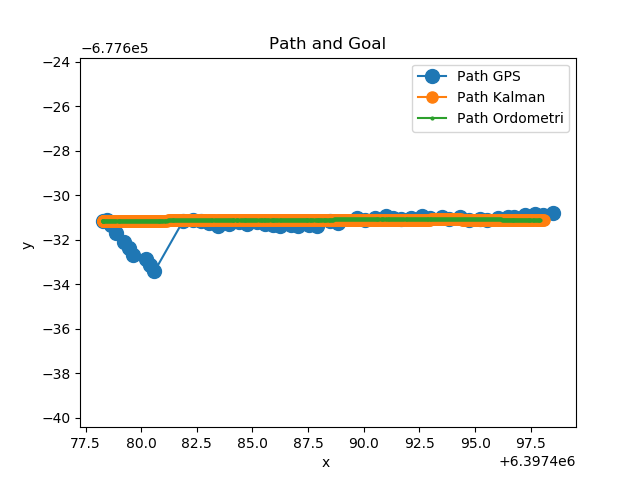 Path and Goal
−6.776e5
−24
−26
−28
−30
−32
−34
−36
−38
−40
y
Path GPS
Path Kalman
Path Ordometri
77.5 80.0 82.5 85.0 87.5 90.0 92.5 95.0 97.5
x
+6.3974e6